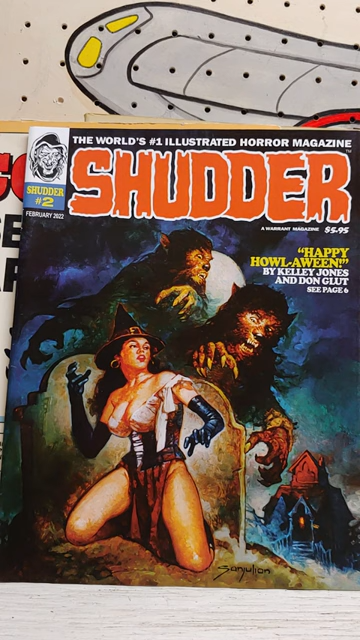 THE WORLD'S #1 ILLUSTRATED HORROR MAGAZINE
SHUDDER
SHUDDER
#2
FEBRUARY 2022
A WARRANT MAGAZINE $5.95
"HAPPY
HOWL-AWEEN!"
BY KELLEY JONES
AND DON GLUT
SEE PAGE 6
Sanjulian